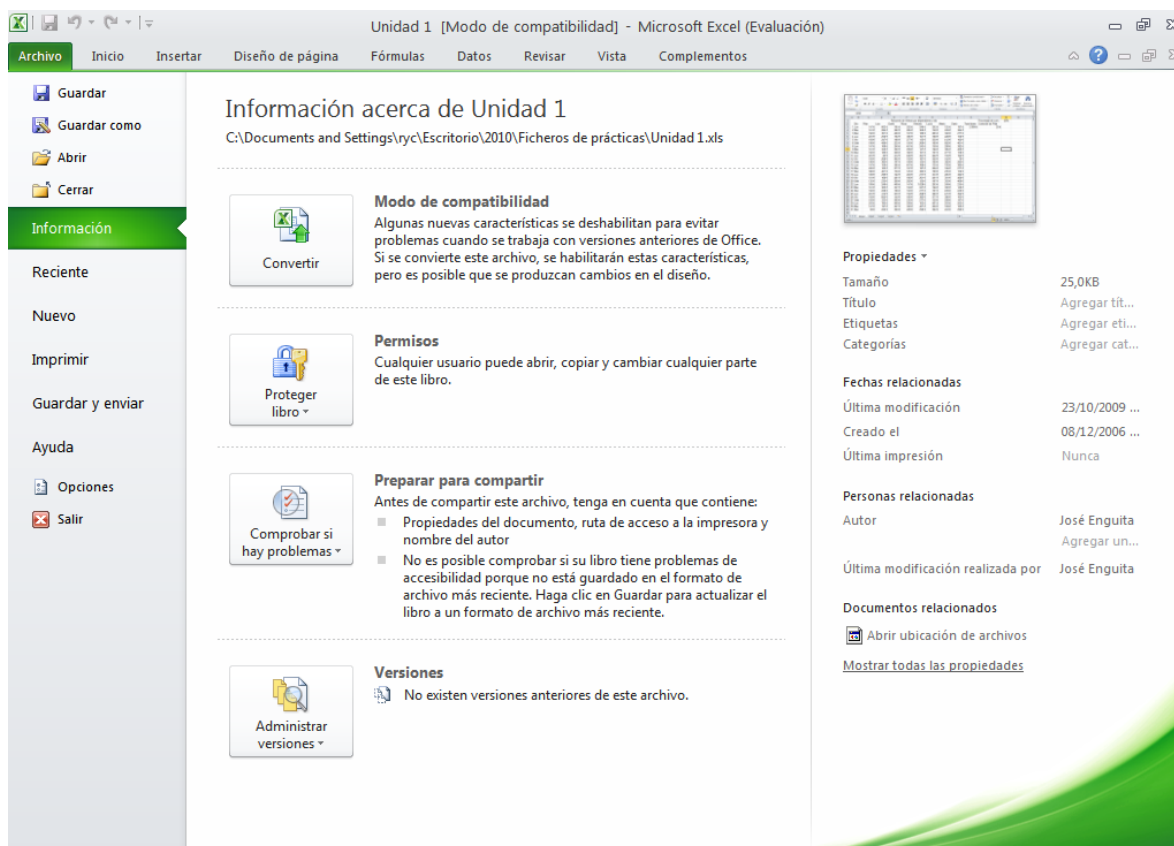 Unidad 1 [Modo de compatibilidad] - Microsoft Excel (Evaluación)
Archivo Inicio Insertar Diseño de página Fórmulas Datos Revisar Vista Complementos
Guardar
Guardar como
Abrir
Cerrar
Información
Reciente
Nuevo
Imprimir
Guardar y enviar
Ayuda
Opciones
Salir
Información acerca de Unidad 1
C:\Documents and Settings\ryc\Escritorio\2010\Ficheros de prácticas\Unidad 1.xls
Convertir
Modo de compatibilidad
Algunas nuevas características se deshabilitan para evitar
problemas cuando se trabaja con versiones anteriores de Office.
Si se convierte este archivo, se habilitarán estas características,
pero es posible que se produzcan cambios en el diseño.
Proteger
libro
Permisos
Cualquier usuario puede abrir, copiar y cambiar cualquier parte
de este libro.
Comprobar si
hay problemas
Preparar para compartir
Antes de compartir este archivo, tenga en cuenta que contiene:
Propiedades del documento, ruta de acceso a la impresora y
nombre del autor
No es posible comprobar si su libro tiene problemas de
accesibilidad porque no está guardado en el formato de
archivo más reciente. Haga clic en Guardar para actualizar el
libro a un formato de archivo más reciente.
Administrar
versiones
Versiones
No existen versiones anteriores de este archivo.
Propiedades
Tamaño 25,0KB
Título Agregar tít...
Etiquetas Agregar eti...
Categorías Agregar cat...
Fechas relacionadas
Última modificación 23/10/2009 ...
Creado el 08/12/2006 ...
Última impresión Nunca
Personas relacionadas
Autor José Enguita
Agregar un...
Última modificación realizada por José Enguita
Documentos relacionados
Abrir ubicación de archivos
Mostrar todas las propiedades